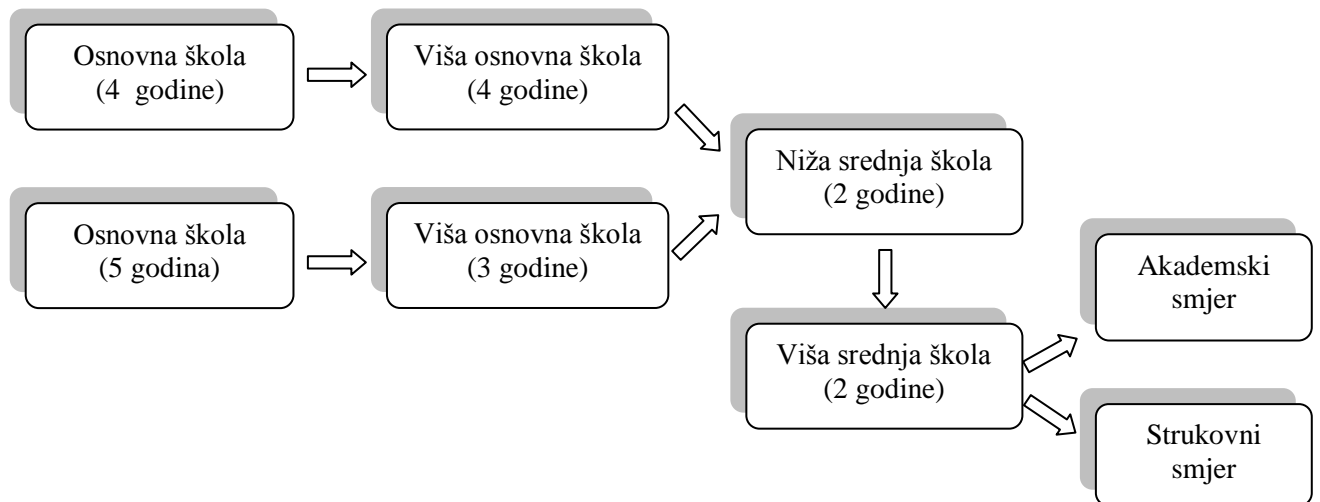 Osnovna škola
(4 godine)
Viša osnovna škola
(4 godine)
Osnovna škola
(5 godina)
Viša osnovna škola
(3 godine)
Niža srednja škola
(2 godine)
Viša srednja škola
(2 godine)
Akademski
smjer
Strukovni
smjer